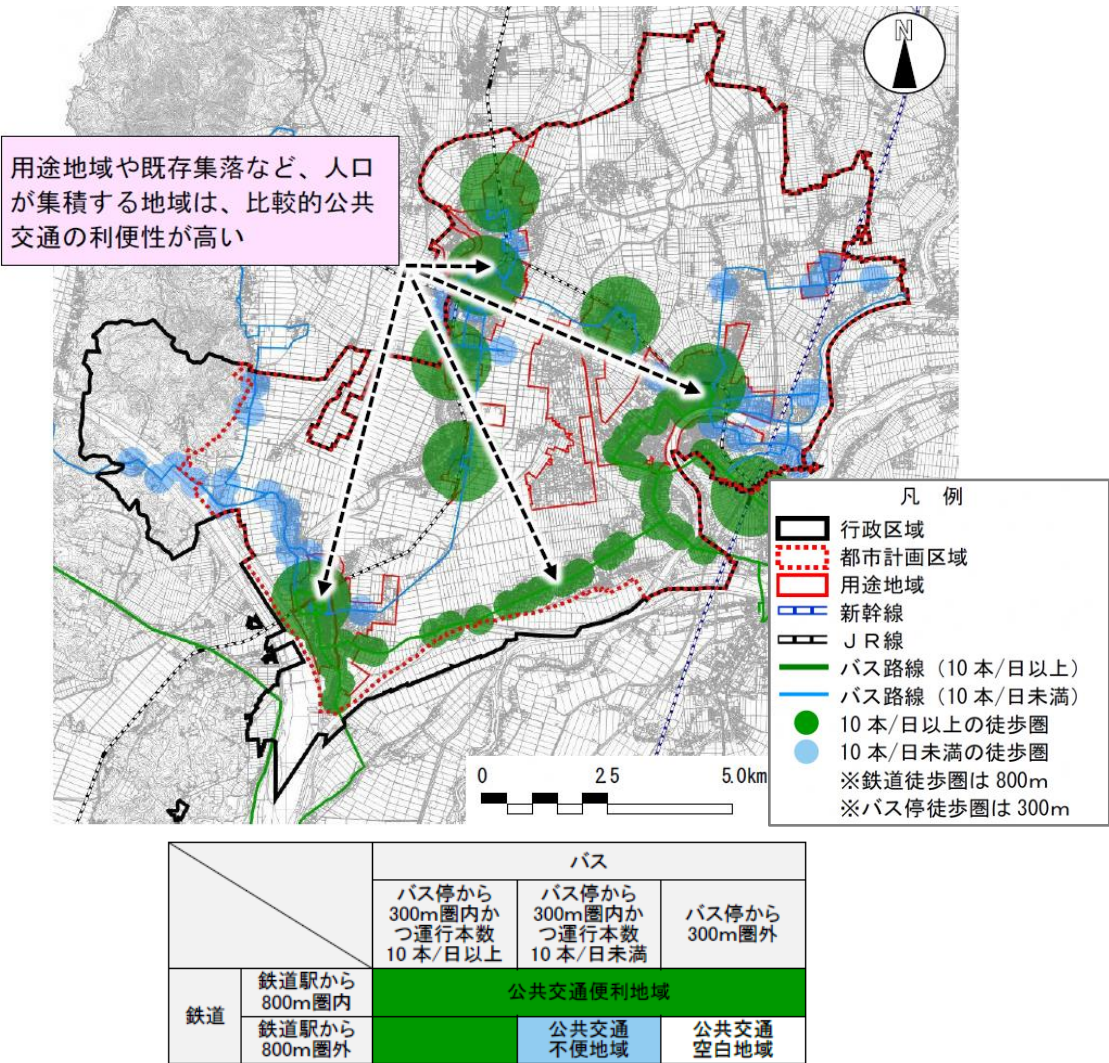 N
用途地域や既存集落など、人口
が集積する地域は、比較的公共
交通の利便性が高い
凡 例
行政区域
都市計画区域
用途地域
新幹線
ＪＲ線
バス路線（10 本/日以上）
バス路線（10 本/日未満）
10 本/日以上の徒歩圏
10 本/日未満の徒歩圏
※鉄道徒歩圏は 800m
※バス停徒歩圏は 300m
0 2.5 5.0km
バス
バス停から
300m圏内か
つ運行本数
10 本/日以上
バス停から
300m圏内か
つ運行本数
10 本/日未満
バス停から
300m圏外
鉄道
鉄道駅から
800m圏内
公共交通便利地域
鉄道駅から
800m圏外
公共交通
不便地域
公共交通
空白地域